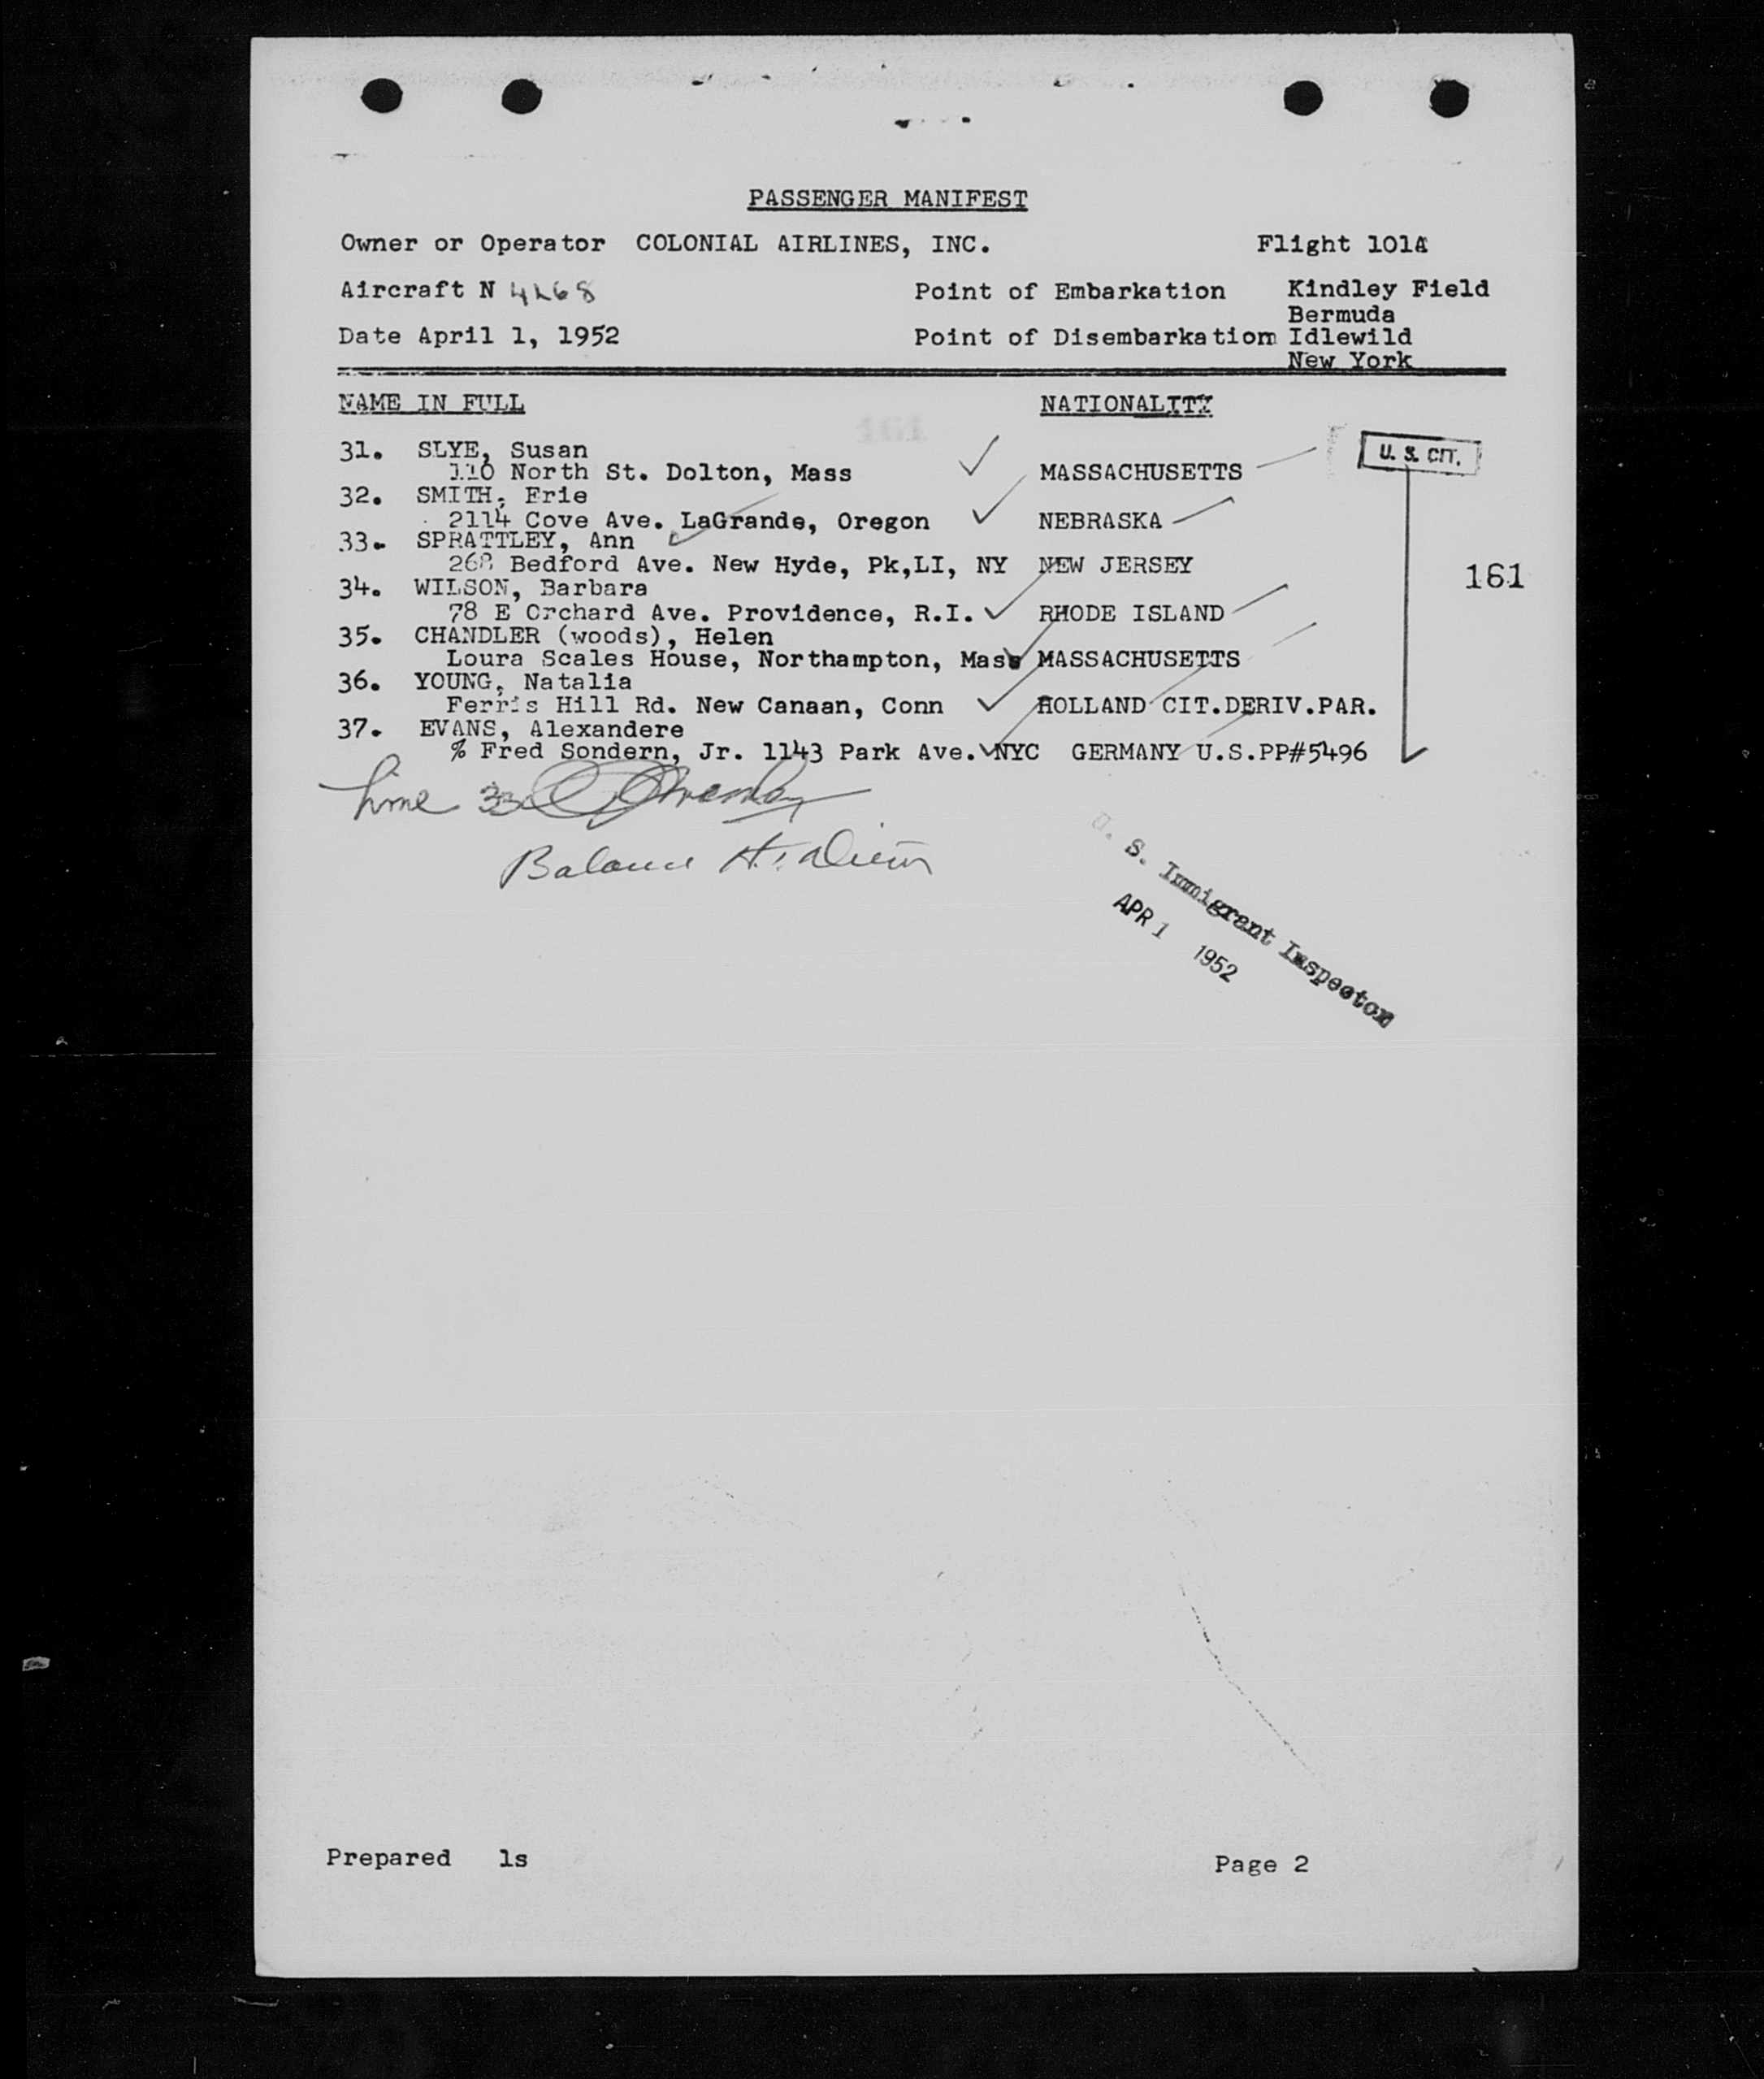 PASSENGER MANIFEST
Owner or Operator COLONIAL AIRLINES, INC. Flight 101A
Aircraft N Point of Embarkation Kindley Field
Bermuda
Date April 1, 1952 Point of Disembarkation Idlewild
New York
NAME IN FULL NATIONALITY
161
31. SLYE, Susan
110 North St. Dolton, Mass MASSACHUSETTS
U. S. CIT.
32. SMITH, Erie
2114 Cove Ave. LaGrande, Oregon NEBRASKA
33. SPRATTLEY, Ann
268 Bedford Ave. New Hyde, Pk,LI, NY NEW JERSEY
161
34. WILSON, Barbara
78 E Orchard Ave. Providence, R.I. RHODE ISLAND
35. CHANDLER (woods), Helen
Loura Scales House, Northampton, Mass MASSACHUSETTS
36. YOUNG, Natalia
Ferris Hill Rd. New Canaan, Conn HOLLAND CIT.DERIV.PAR.
37. EVANS, Alexandere
% Fred Sondern, Jr. 1143 Park Ave. NYC GERMANY U.S.PP#5496
line 33
Balance
U. S. Immigrant Inspector
APR 1 1952
Prepared ls Page 2